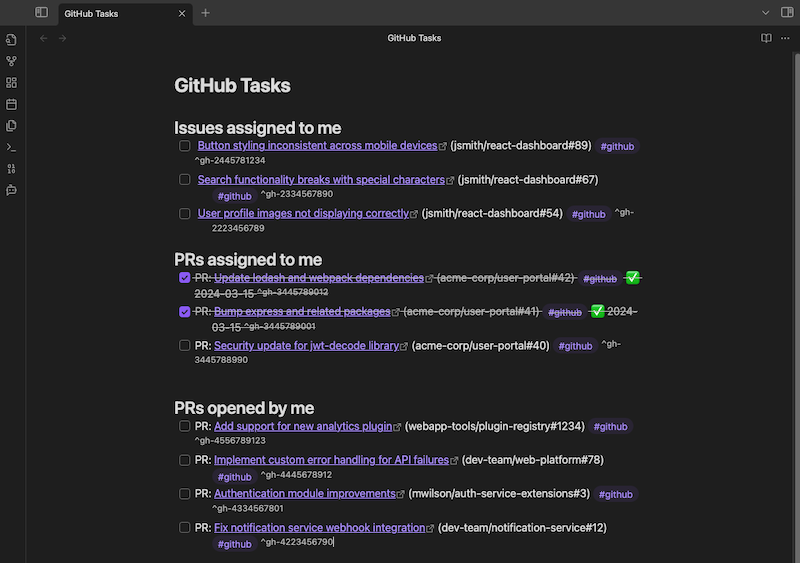 GitHub Tasks
GitHub Tasks
GitHub Tasks
Issues assigned to me
Button styling inconsistent across mobile devices (jsmith/react-dashboard#89) #github
^gh-2445781234
Search functionality breaks with special characters (jsmith/react-dashboard#67)
#github ^gh-2334567890
User profile images not displaying correctly (jsmith/react-dashboard#54) #github ^gh-
2223456789
PRs assigned to me
PR: Update lodash and webpack dependencies (acme-corp/user-portal#42) #github ✅
2024-03-15 ^gh-3445789012
PR: Bump express and related packages (acme-corp/user-portal#41) #github ✅ 2024-
03-15 ^gh-3445789001
PR: Security update for jwt-decode library (acme-corp/user-portal#40) #github ^gh-
3445788990
PRs opened by me
PR: Add support for new analytics plugin (webapp-tools/plugin-registry#1234) #github
^gh-4556789123
PR: Implement custom error handling for API failures (dev-team/web-platform#78)
#github ^gh-4445678912
PR: Authentication module improvements (mwilson/auth-service-extensions#3) #github
^gh-4334567801
PR: Fix notification service webhook integration (dev-team/notification-service#12)
#github ^gh-4223456790